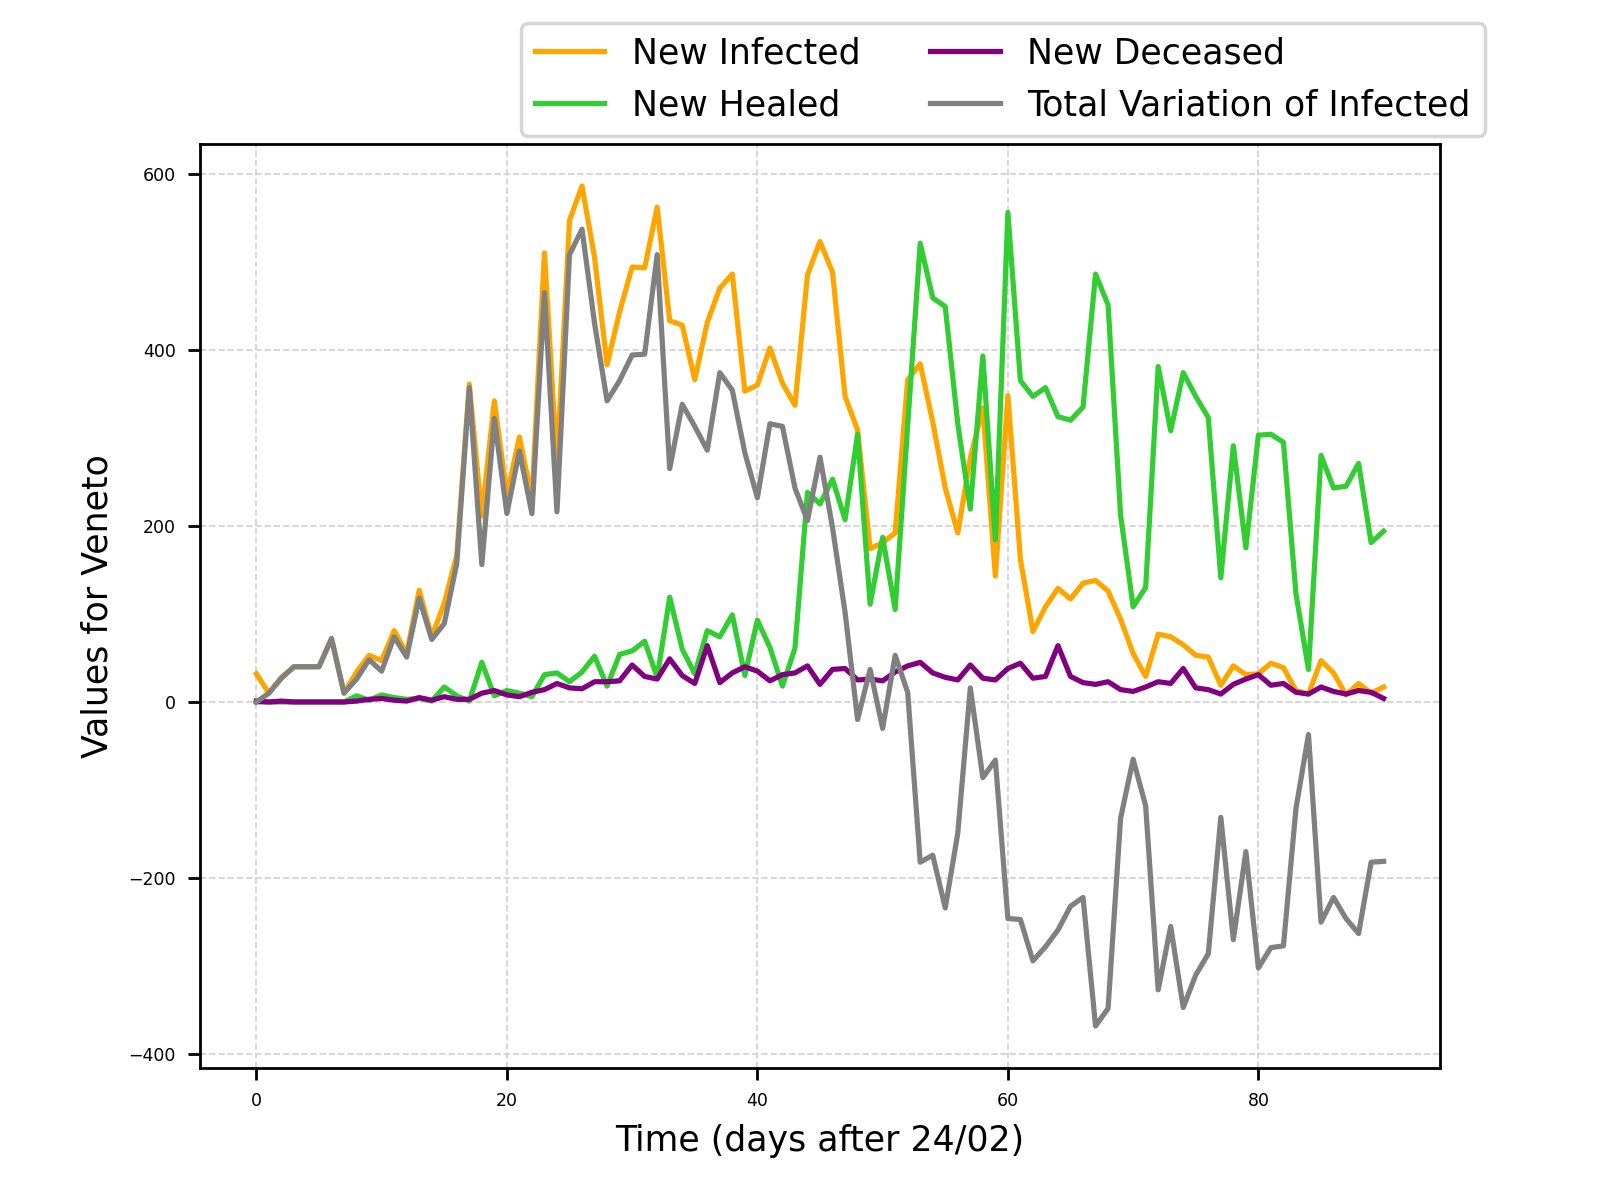 New Infected
New Healed
New Deceased
Total Variation of Infected
600
400
200
0
−200
−400
Values for Veneto
0 20 40 60 80
Time (days after 24/02)